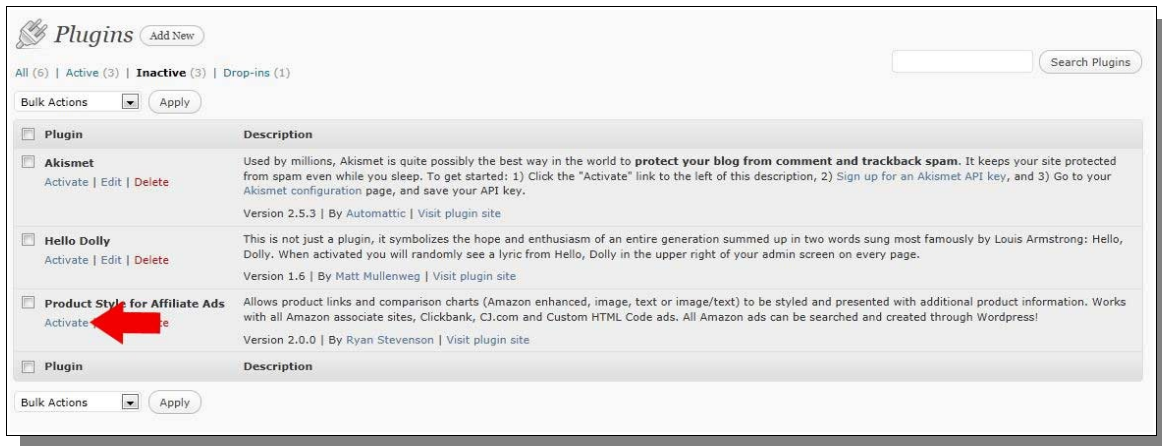 Plugins Add New
Search Plugins
All (6) | Active (3) | Inactive (3) | Drop-ins (1)
Bulk Actions Apply
Plugin Description
Akismet
Activate | Edit | Delete
Used by millions, Akismet is quite possibly the best way in the world to protect your blog from comment and trackback spam. It keeps your site protected
from spam even while you sleep. To get started: 1) Click the "Activate" link to the left of this description, 2) Sign up for an Akismet API key, and 3) Go to your
Akismet configuration page, and save your API key.
Version 2.5.3 | By Automattic | Visit plugin site
Hello Dolly
Activate | Edit | Delete
This is not just a plugin, it symbolizes the hope and enthusiasm of an entire generation summed up in two words sung most famously by Louis Armstrong: Hello,
Dolly. When activated you will randomly see a lyric from Hello, Dolly in the upper right of your admin screen on every page.
Version 1.6 | By Matt Mullenweg | Visit plugin site
Product Style for Affiliate Ads
Activate
Allows product links and comparison charts (Amazon enhanced, image, text or image/text) to be styled and presented with additional product information. Works
with all Amazon associate sites, Clickbank, CJ.com and Custom HTML Code ads. All Amazon ads can be searched and created through Wordpress!
Version 2.0.0 | By Ryan Stevenson | Visit plugin site
Plugin Description
Bulk Actions Apply